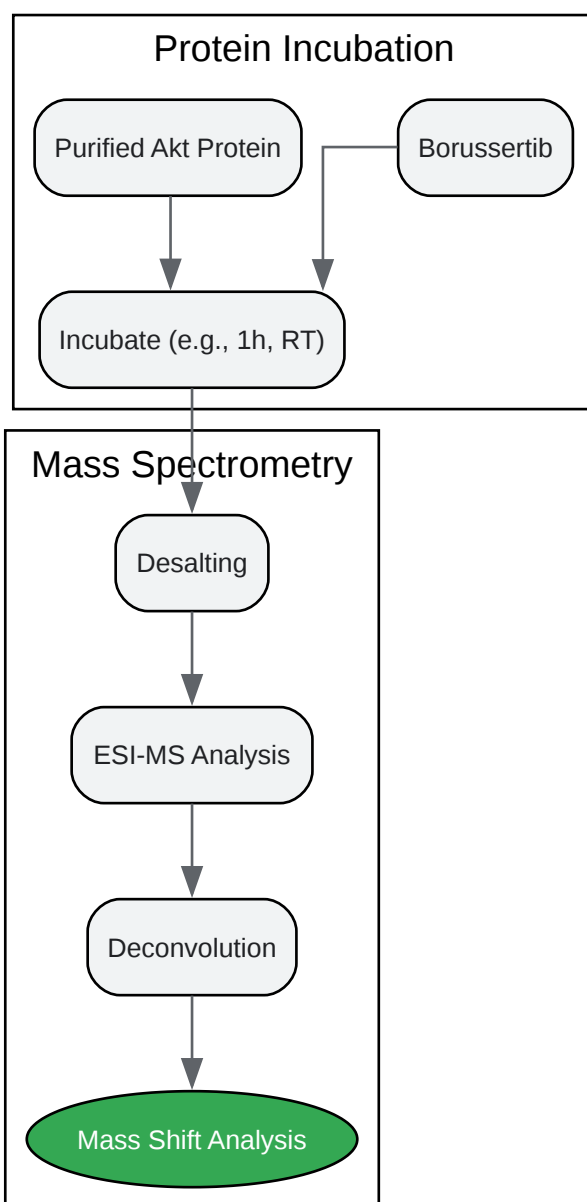 Protein Incubation
Purified Akt Protein
Borussertib
Incubate (e.g., 1h, RT)
Mass Spectrometry
Desalting
ESI-MS Analysis
Deconvolution
Mass Shift Analysis